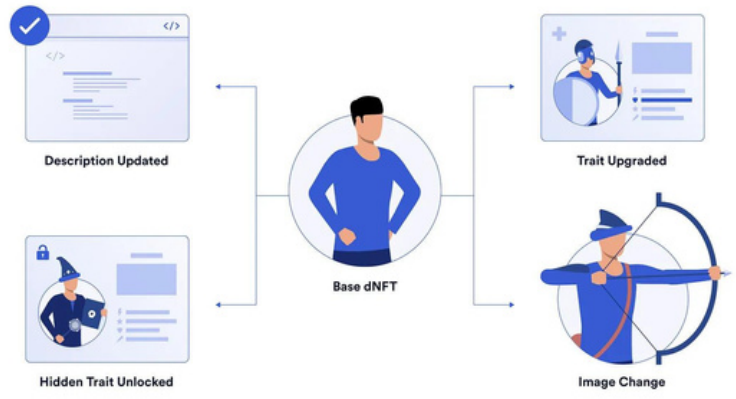 </>
</>
Description Updated
Trait Upgraded
Base dNFT
Hidden Trait Unlocked
Image Change